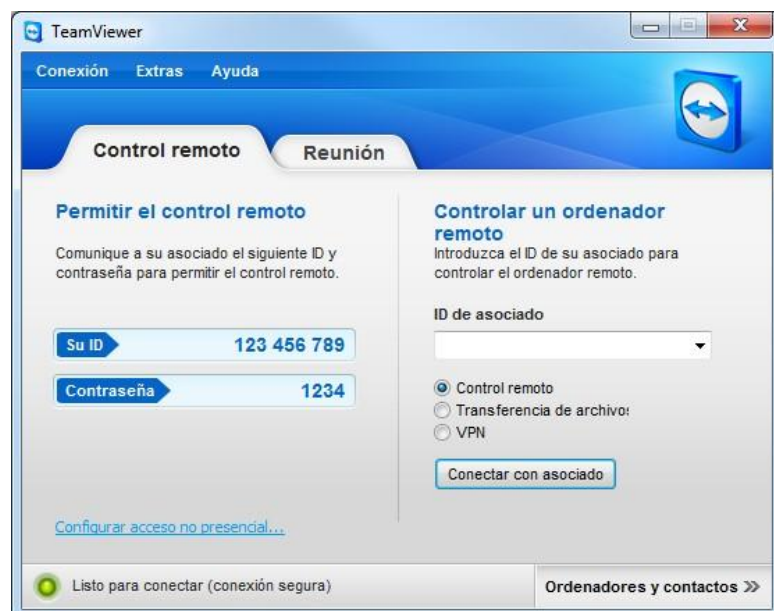 TeamViewer
Conexión Extras Ayuda
Control remoto Reunión
Permitir el control remoto
Comunique a su asociado el siguiente ID y
contraseña para permitir el control remoto.
Su ID 123 456 789
Contraseña 1234
Configurar acceso no presencial...
Controlar un ordenador
remoto
Introduzca el ID de su asociado para
controlar el ordenador remoto.
ID de asociado
Control remoto
Transferencia de archivos
VPN
Conectar con asociado
Listo para conectar (conexión segura)
Ordenadores y contactos >>